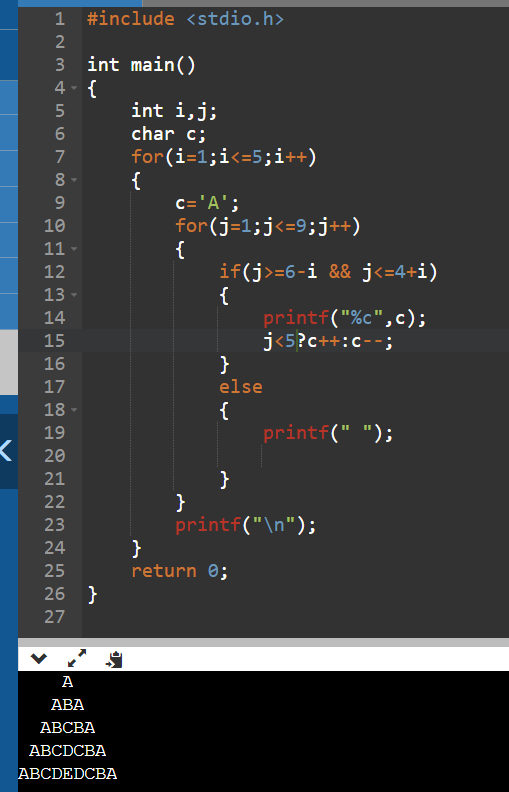 1 #include <stdio.h>
2
3 int main()
4 {
5     int i,j;
6     char c;
7     for(i=1;i<=5;i++)
8     {
9         c='A';
10         for(j=1;j<=9;j++)
11         {
12             if(j>=6-i && j<=4+i)
13             {
14                 printf("%c",c);
15                 j<5?c++:c--;
16             }
17             else
18             {
19                 printf(" ");
20
21             }
22         }
23         printf("\n");
24     }
25     return 0;
26 }
27
    A
   ABA
  ABCBA
 ABCDCBA
ABCDEDCBA